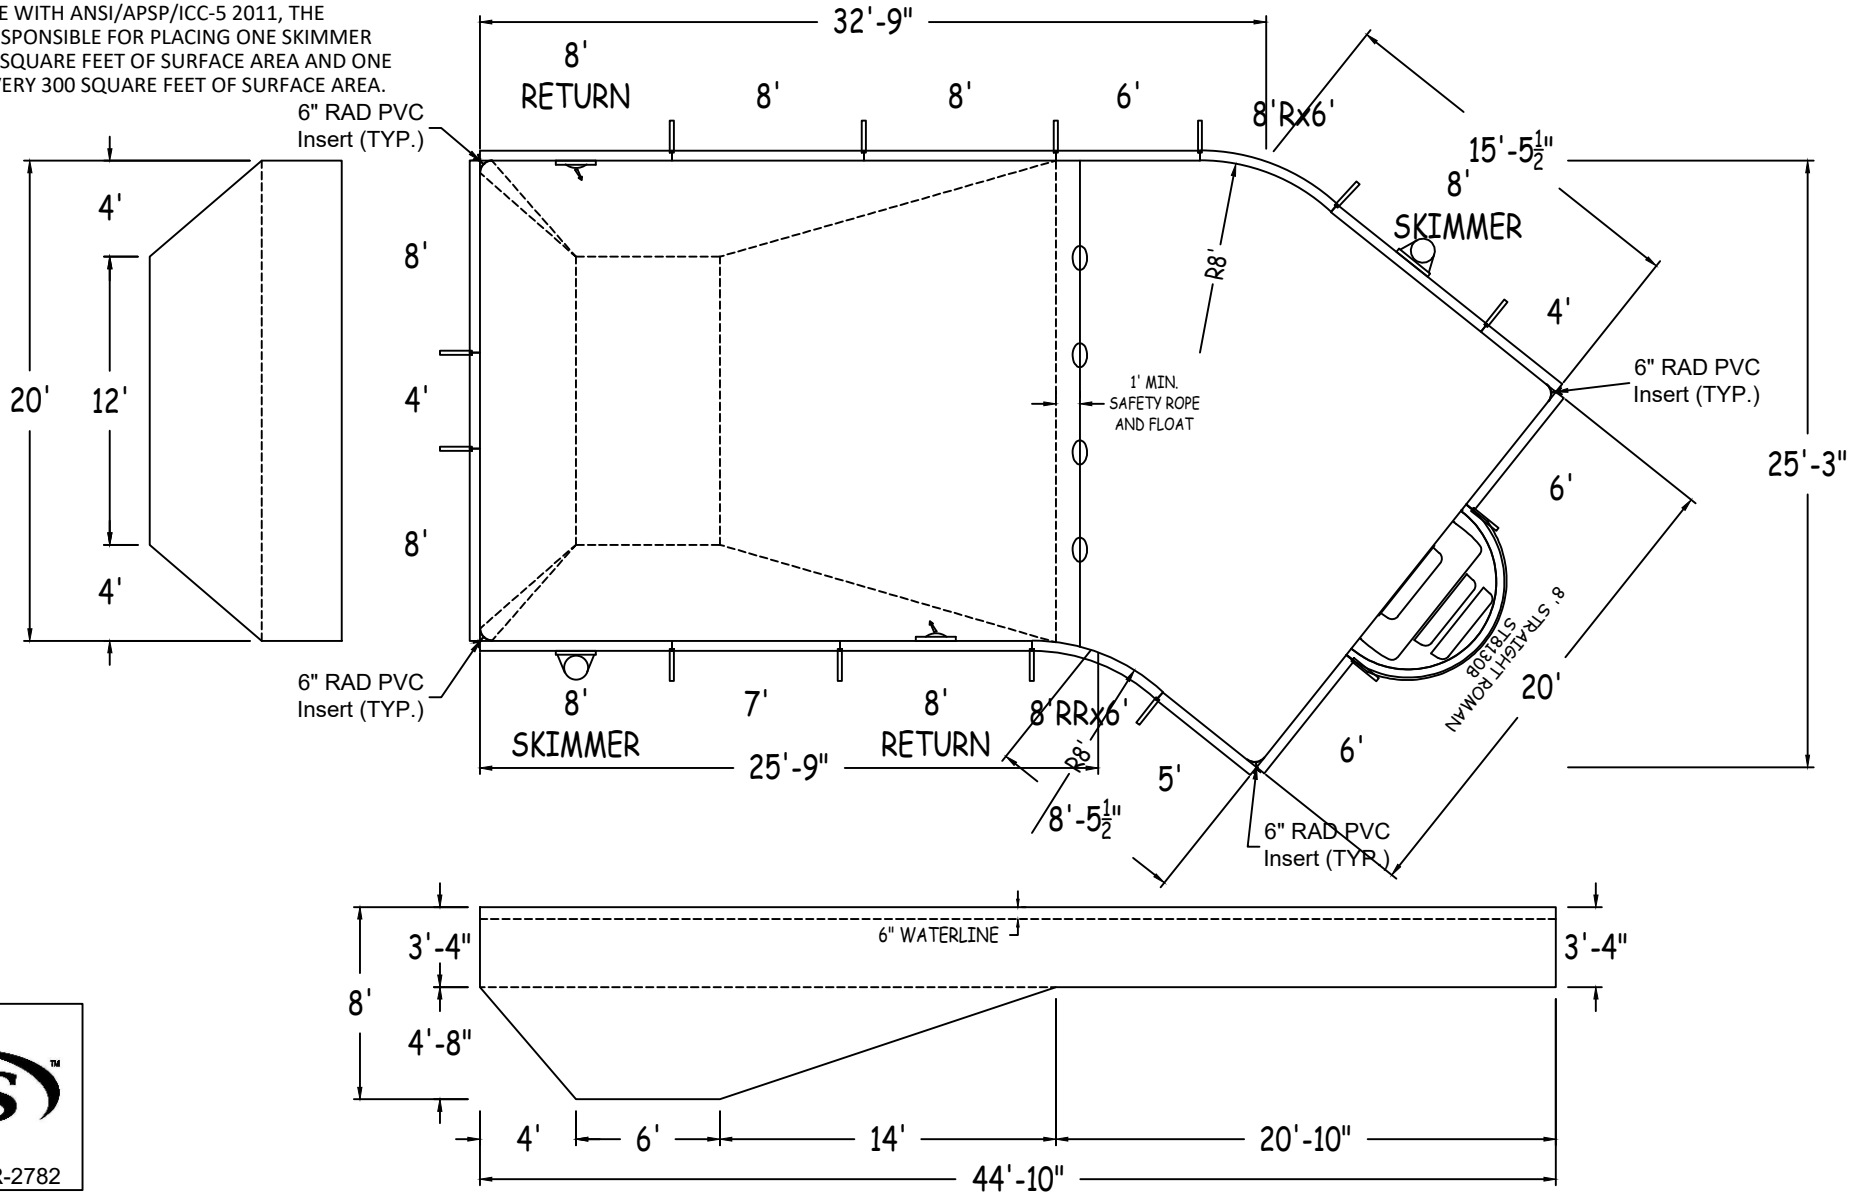 E WITH ANSI/APSP/ICC-5 2011, THE
SPONSIBLE FOR PLACING ONE SKIMMER
SQUARE FEET OF SURFACE AREA AND ONE
VERY 300 SQUARE FEET OF SURFACE AREA.
32'-9"
8'
RETURN
8'
8'
6'
8'Rx6'
6" RAD PVC
Insert (TYP.)
15'-5½"
8'
SKIMMER
4'
4'
12'
4'
20'
8'
4'
8'
R8'
1' MIN.
SAFETY ROPE
AND FLOAT
6" RAD PVC
Insert (TYP.)
25'-3"
6'
8' STRAIGHT ROMAN
ST8130B
20'
6'
6" RAD PVC
Insert (TYP.)
8'
SKIMMER
7'
8'
RETURN
8'RRx6'
25'-9"
R8'
5'
8'-5½"
6" RAD PVC
Insert (TYP.)
6" WATERLINE
3'-4"
3'-4"
8'
4'-8"
4'
6'
14'
20'-10"
44'-10"
S
TM
R-2782